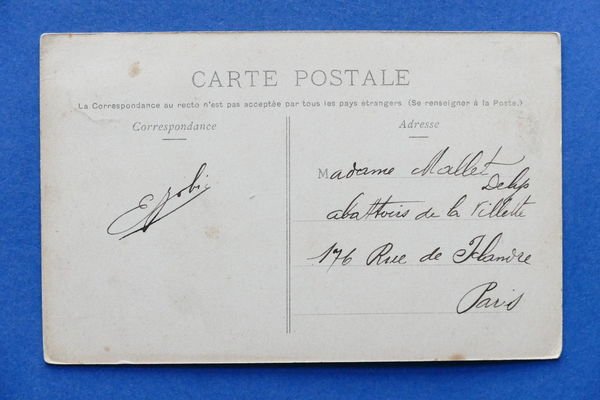 CARTE POSTALE
La Correspondance au recto n'est pas acceptée par tous les pays étrangers (Se renseigner à la Poste.)
Correspondance
Adresse
Madame Mallet
abattoirs de la Villette
176 Rue de Flandre
Paris